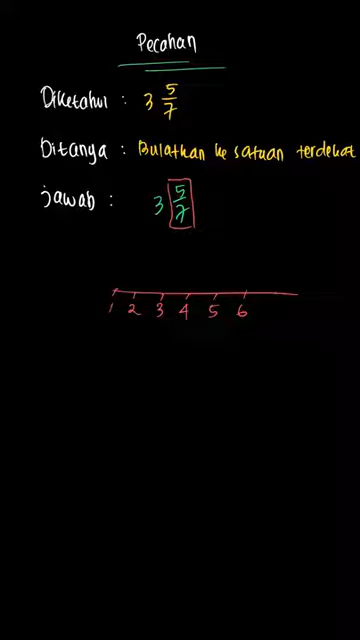 Pecahan
Diketahui : 3 5/7
Ditanya : Bulatkan ke satuan terdekat
jawab : 3 5/7
1 2 3 4 5 6